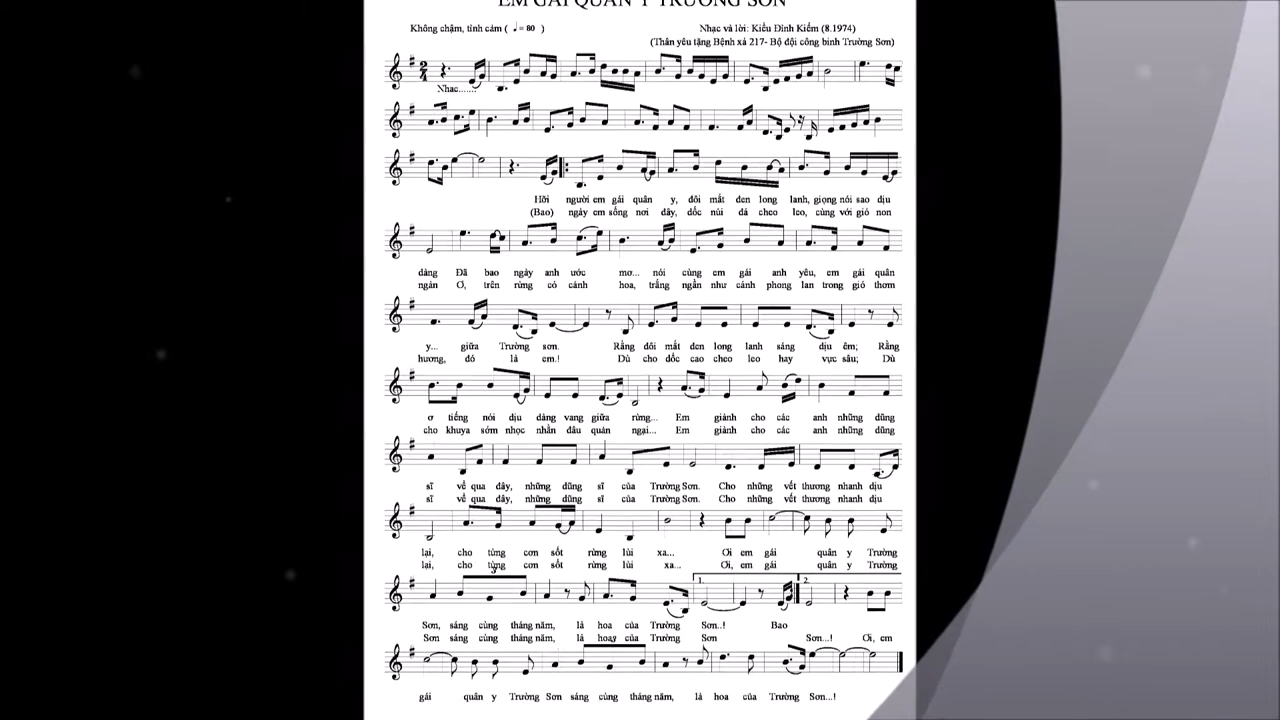 EM GÁI QUÂN Y TRƯỜNG SƠN
Không chậm, tình cảm ( ♩= 80 )
Nhạc và lời: Kiều Đình Kiểm (8.1974)
(Thân yêu tặng Bệnh xá 217- Bộ đội công binh Trường Sơn)
Nhạc.......
Hỡi người em gái quân y, đôi mắt đen long lanh, giọng nói sao dịu
(Bao) ngày em sống nơi đây, dốc núi đá cheo leo, cùng với gió non
dàng Đã bao ngày anh ước mơ... nói cùng em gái anh yêu, em gái quân
ngàn Ơ, trên rừng có cánh hoa, trắng ngần như cánh phong lan trong gió thơm
y... giữa Trường sơn. Rằng đôi mắt đen long lanh sáng dịu êm; Rằng
hương, đó là em.! Dù cho dốc cao cheo leo hay vực sâu; Dù
ơ tiếng nói dịu dàng vang giữa rừng... Em giành cho các anh những dũng
cho khuya sớm nhọc nhằn đâu quản ngại... Em giành cho các anh những dũng
sĩ về qua đây, những dũng sĩ của Trường Sơn. Cho những vết thương nhanh dịu
sĩ về qua đây, những dũng sĩ của Trường Sơn. Cho những vết thương nhanh dịu
lại, cho từng cơn sốt rừng lùi xa... Ơi em gái quân y Trường
lại, cho từng cơn sốt rừng lùi xa... Ơi, em gái quân y Trường
3
1. 2.
Sơn, sáng cùng tháng năm, là hoa của Trường Sơn..! Bao
Sơn sáng cùng tháng năm, là hoa của Trường Sơn Sơn...! Ơi, em
gái quân y Trường Sơn sáng cùng tháng năm, là hoa của Trường Sơn...!